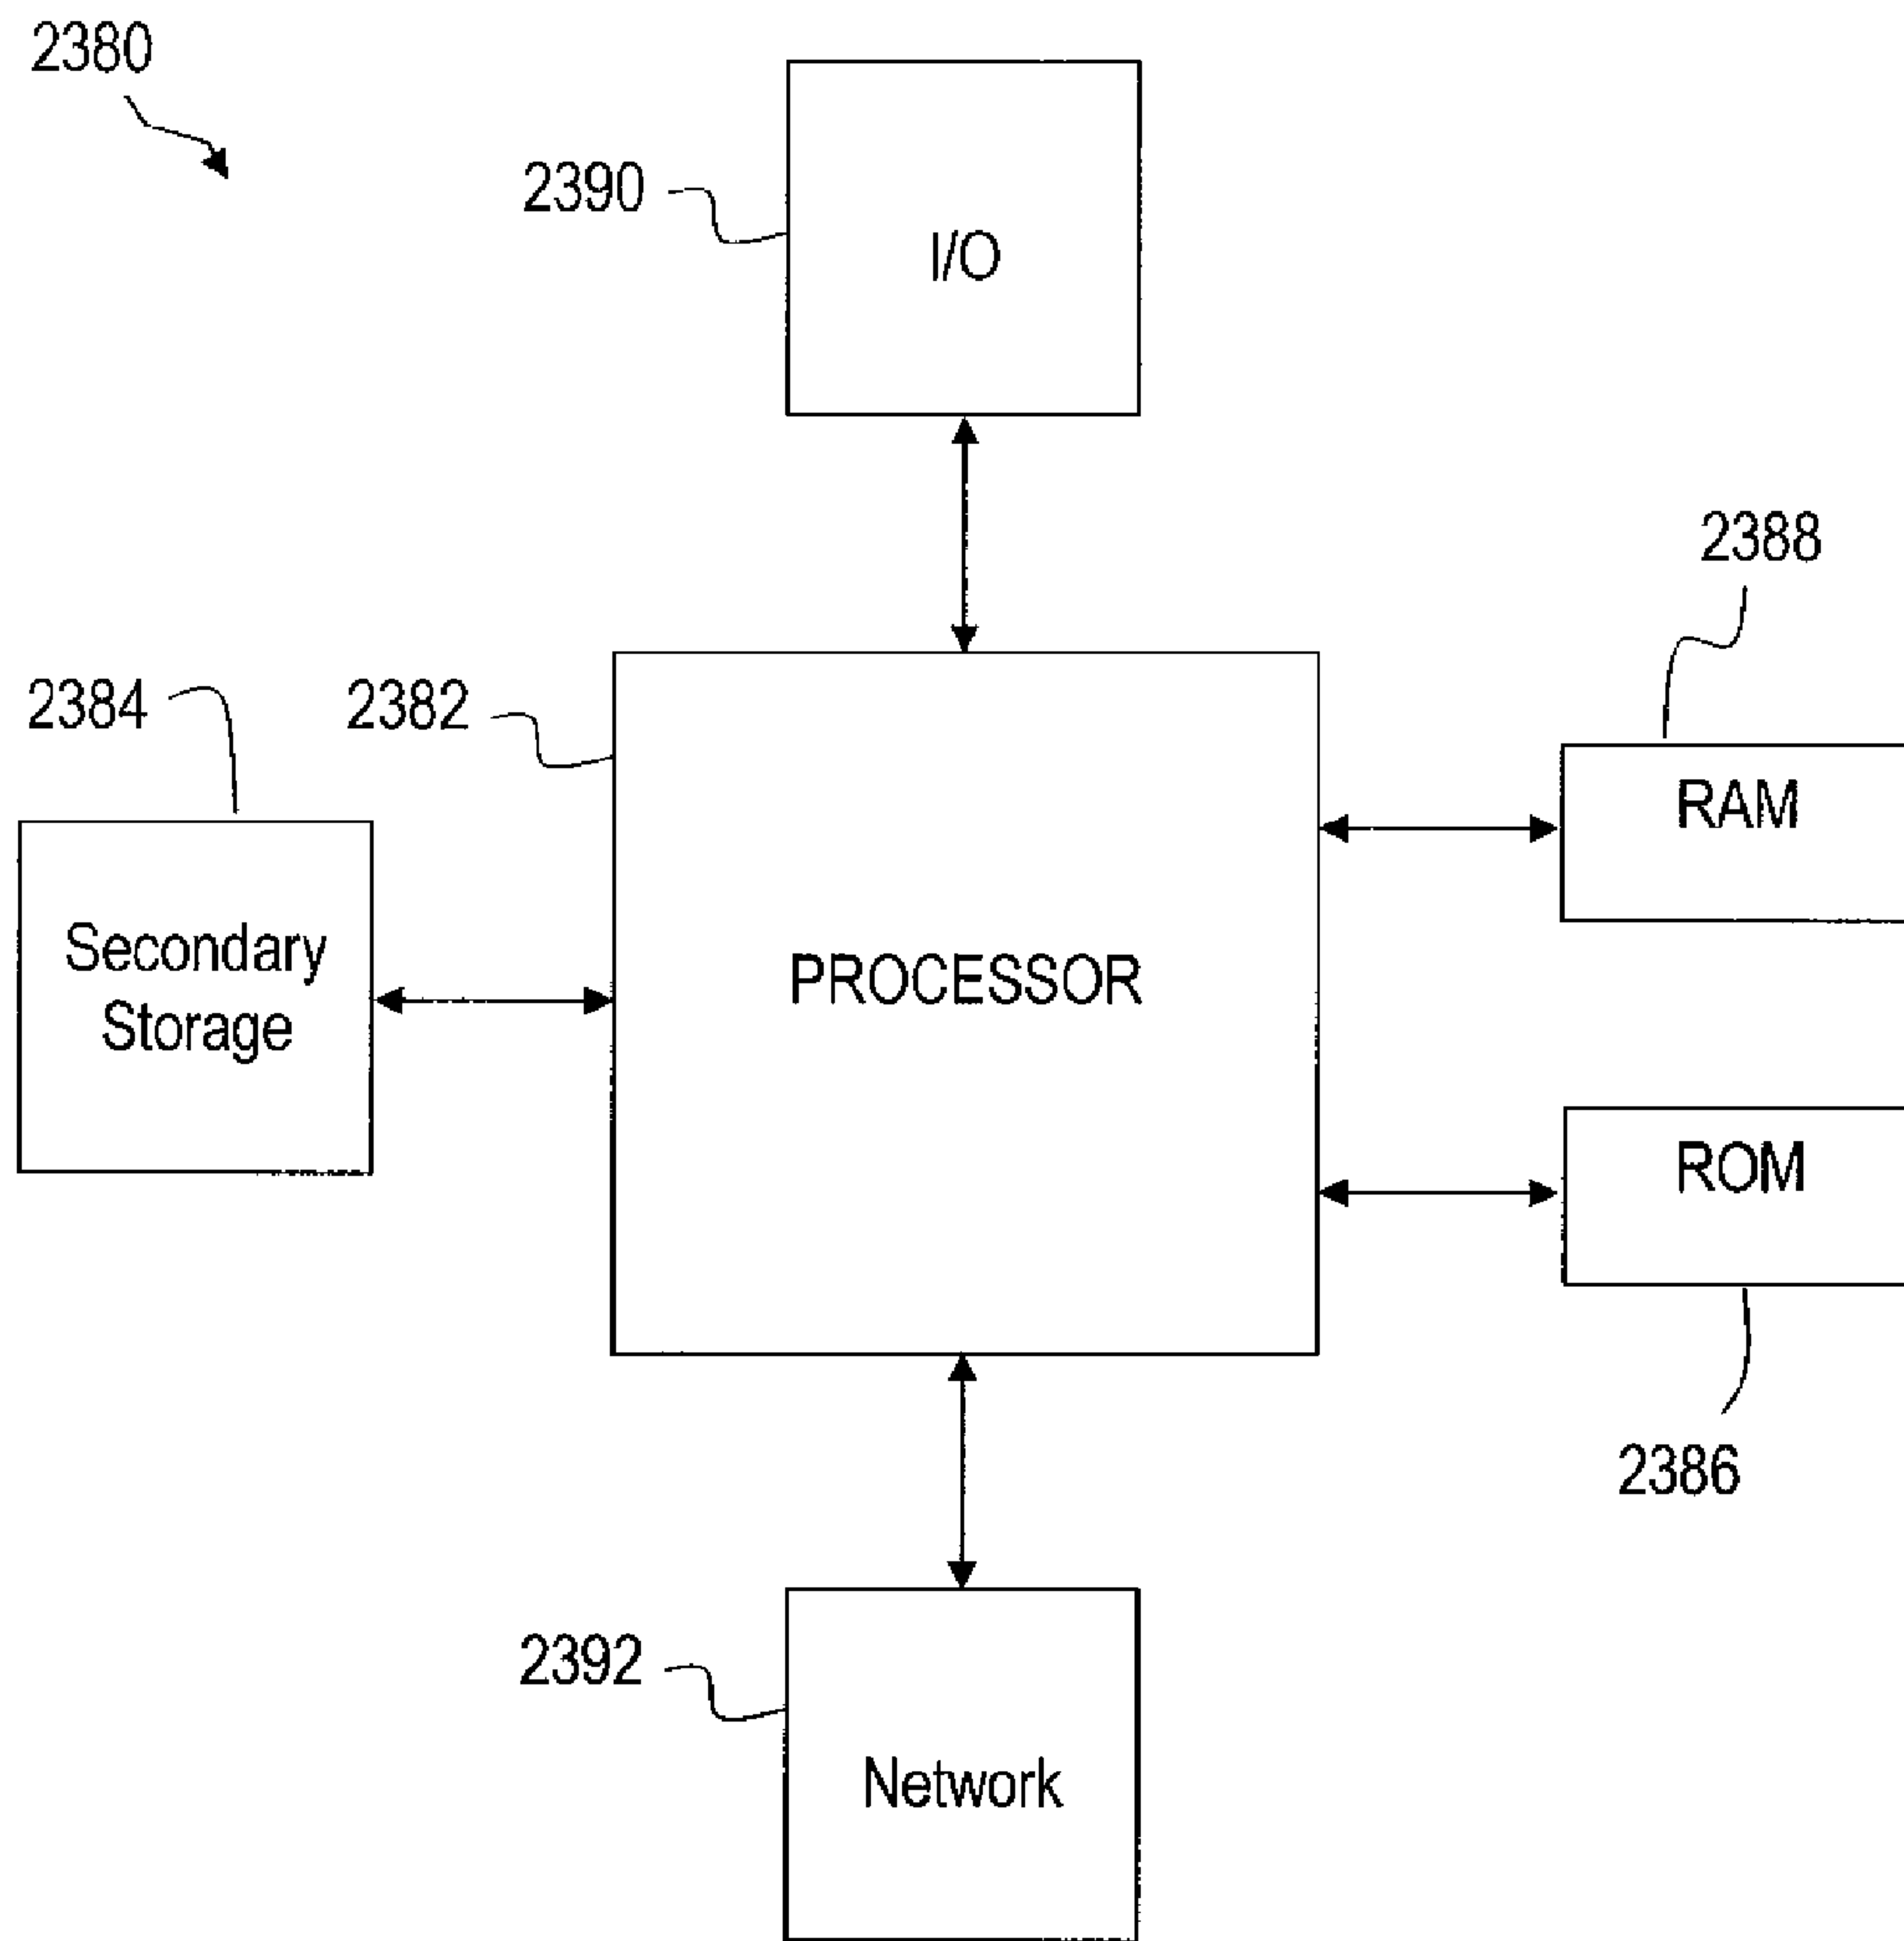 2380
2390
I/O
2388
2384
2382
RAM
Secondary
Storage
PROCESSOR
ROM
2386
2392
Network